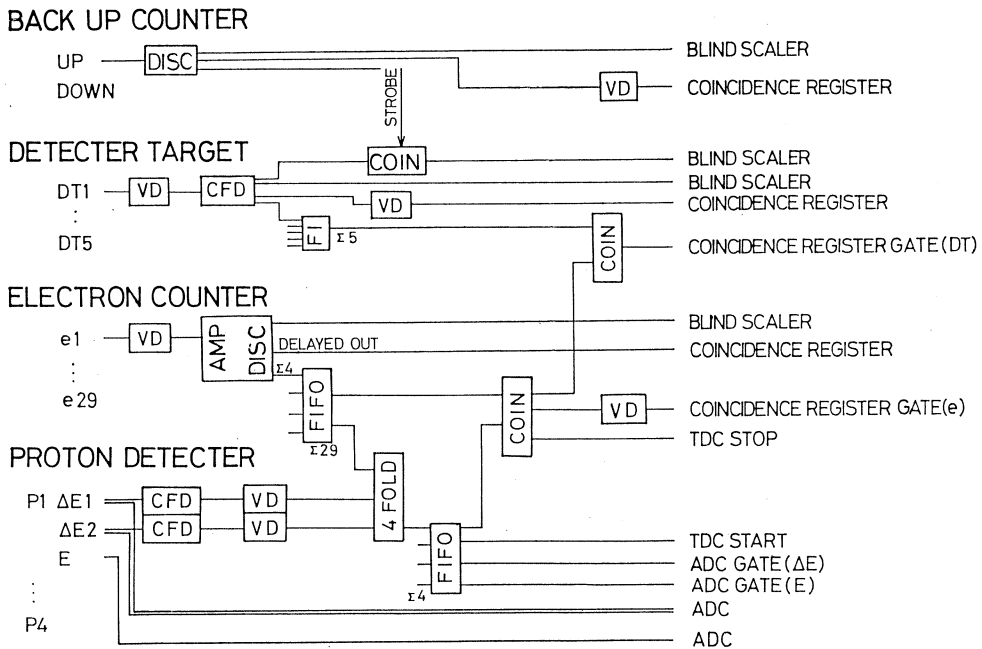 BACK UP COUNTER
UP
DISC
BLIND SCALER
DOWN
VD
COINCIDENCE REGISTER
STROBE
DETECTER TARGET
COIN
BLIND SCALER
DT1
VD
CFD
BLIND SCALER
VD
COINCIDENCE REGISTER
:
DT5
FI
Σ5
COIN
COINCIDENCE REGISTER GATE(DT)
ELECTRON COUNTER
e1
VD
AMP
DISC
BLIND SCALER
DELAYED OUT
COINCIDENCE REGISTER
Σ4
⋮
e29
FIFO
Σ29
COIN
VD
COINCIDENCE REGISTER GATE(e)
TDC STOP
PROTON DETECTER
P1 ΔE1
CFD
VD
4 FOLD
ΔE2
CFD
VD
E
FIFO
Σ4
TDC START
ADC GATE(ΔE)
ADC GATE(E)
⋮
P4
ADC
ADC